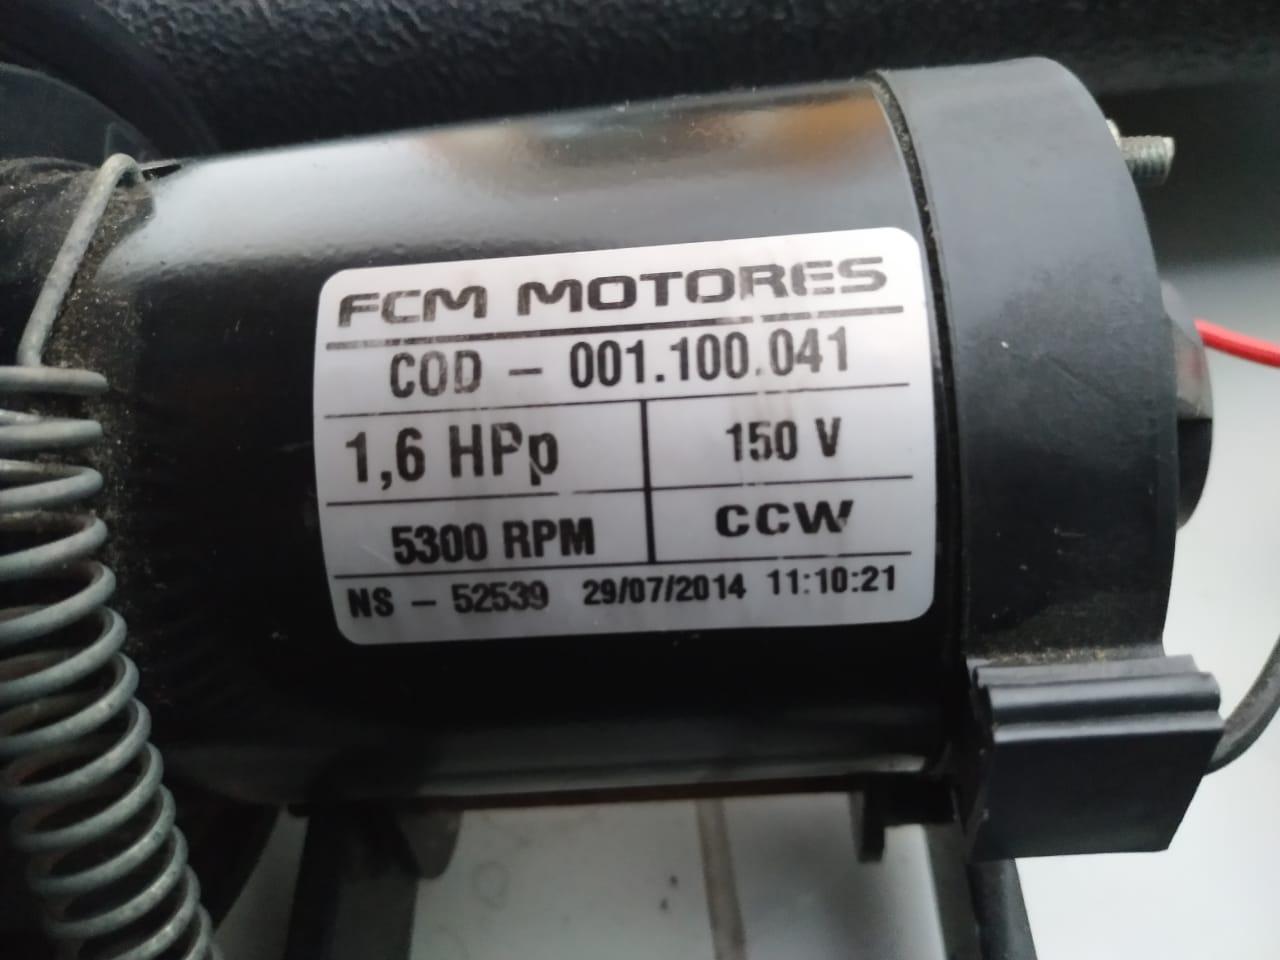 FCM MOTORES
COD - 001.100.041
1,6 HPp 150 V
5300 RPM CCW
NS - 52539 29/07/2014 11:10:21